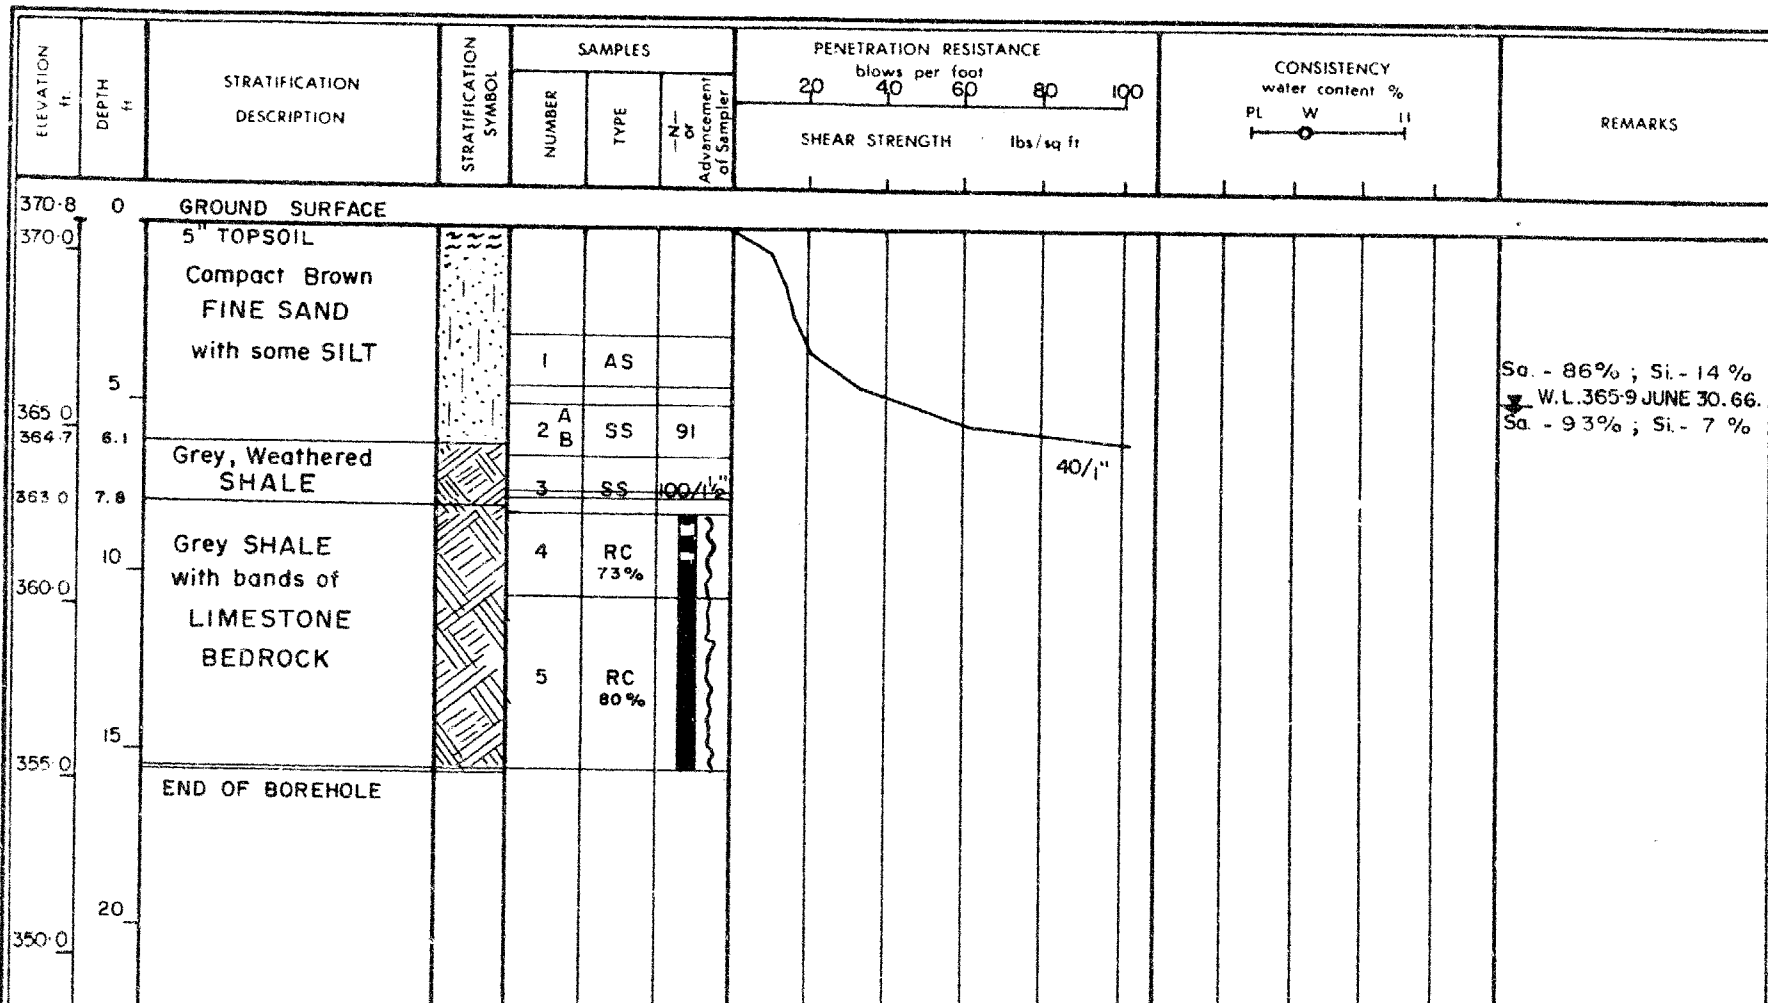 ELEVATION
ft.
DEPTH
ft
STRATIFICATION
DESCRIPTION
STRATIFICATION
SYMBOL
SAMPLES
NUMBER
TYPE
—N—
or
Advancement
of Sampler
PENETRATION RESISTANCE
blows per foot
20 40 60 80 100
SHEAR STRENGTH lbs/sq ft
CONSISTENCY
water content %
PL W
REMARKS
370.8 0 GROUND SURFACE
370.0 5" TOPSOIL
Compact Brown
FINE SAND
with some SILT
1 AS
Sa. - 86% ; Si. - 14 %
5
W.L. 365.9 JUNE 30. 66.
365.0
2 A B SS 91
Sa. - 93% ; Si. - 7 %
364.7 6.1
Grey, Weathered
SHALE
40/1"
3 SS 100/1½"
363.0 7.8
Grey SHALE
with bands of
LIMESTONE
BEDROCK
4 RC
73%
10
360.0
5 RC
80%
15
355.0
END OF BOREHOLE
20
350.0